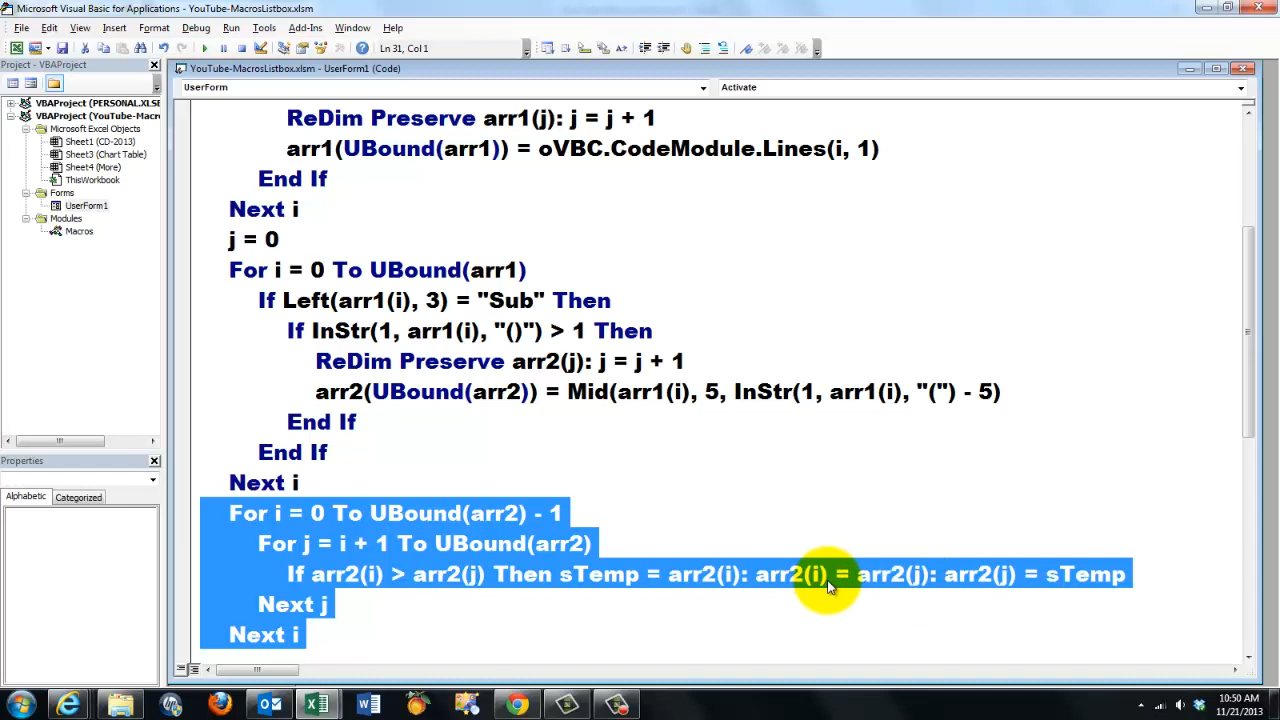 Microsoft Visual Basic for Applications - YouTube-MacrosListbox.xlsm
File Edit View Insert Format Debug Run Tools Add-Ins Window Help
Ln 31, Col 1
Project - VBAProject
YouTube-MacrosListbox.xlsm - UserForm1 (Code)
UserForm
Activate
VBAProject (PERSONAL.XLSB
VBAProject (YouTube-Macro
Microsoft Excel Objects
Sheet1 (CD-2013)
Sheet3 (Chart Table)
Sheet4 (More)
ThisWorkbook
Forms
UserForm1
Modules
Macros
Properties
Alphabetic Categorized
ReDim Preserve arr1(j): j = j + 1
arr1(UBound(arr1)) = oVBC.CodeModule.Lines(i, 1)
End If
Next i
j = 0
For i = 0 To UBound(arr1)
If Left(arr1(i), 3) = "Sub" Then
If InStr(1, arr1(i), "()") > 1 Then
ReDim Preserve arr2(j): j = j + 1
arr2(UBound(arr2)) = Mid(arr1(i), 5, InStr(1, arr1(i), "(") - 5)
End If
End If
Next i
For i = 0 To UBound(arr2) - 1
For j = i + 1 To UBound(arr2)
If arr2(i) > arr2(j) Then sTemp = arr2(i): arr2(i) = arr2(j): arr2(j) = sTemp
Next j
Next i
10:50 AM
11/21/2013